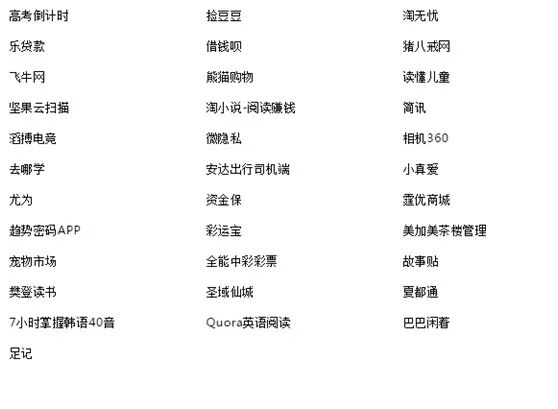 高考倒计时 捡豆豆 淘无忧
乐贷款 借钱呗 猪八戒网
飞牛网 熊猫购物 读懂儿童
坚果云扫描 淘小说-阅读赚钱 简讯
滔搏电竞 微隐私 相机360
去哪学 安达出行司机端 小真爱
尤为 资金保 霆优商城
趋势密码APP 彩运宝 美加美茶楼管理
宠物市场 全能中彩彩票 故事贴
樊登读书 圣域仙城 夏都通
7小时掌握韩语40音 Quora英语阅读 巴巴闲着
足记